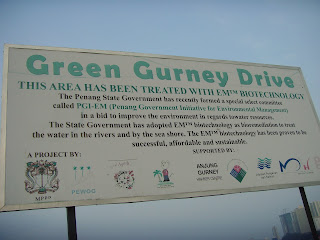 Green Gurney Drive
THIS AREA HAS BEEN TREATED WITH EM™ BIOTECHNOLOGY
The Penang State Government has recently formed a special select committee
called PGI-EM (Penang Government Initiative for Environmental Management)
in a bid to improve the environment in regards towater resources.
The State Government has adopted EM™ biotechnology as bioremediation to treat
the water in the rivers and by the sea shore. The EM™ biotechnology has been proven to be
successful, affordable and sustainable.
A PROJECT BY:
SUPPORTED BY:
MPPP
PEWOG
ANJUNG
GURNEY